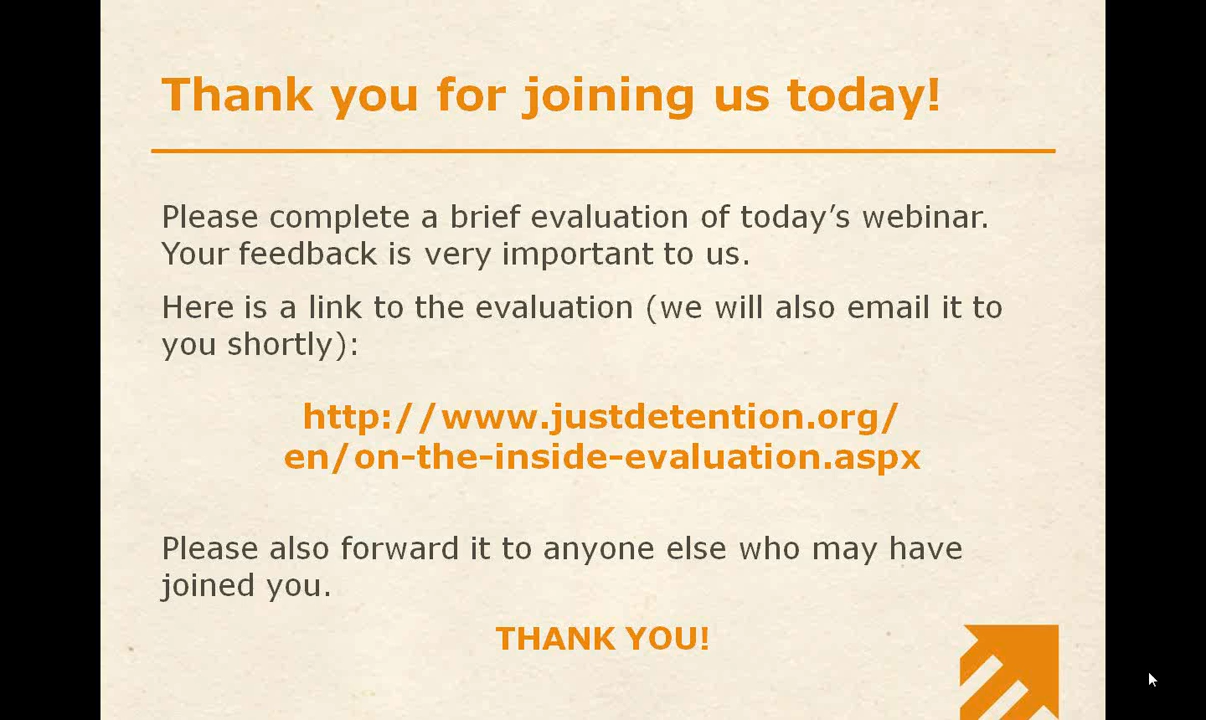 Thank you for joining us today!
Please complete a brief evaluation of today’s webinar.
Your feedback is very important to us.
Here is a link to the evaluation (we will also email it to
you shortly):
http://www.justdetention.org/
en/on-the-inside-evaluation.aspx
Please also forward it to anyone else who may have
joined you.
THANK YOU!